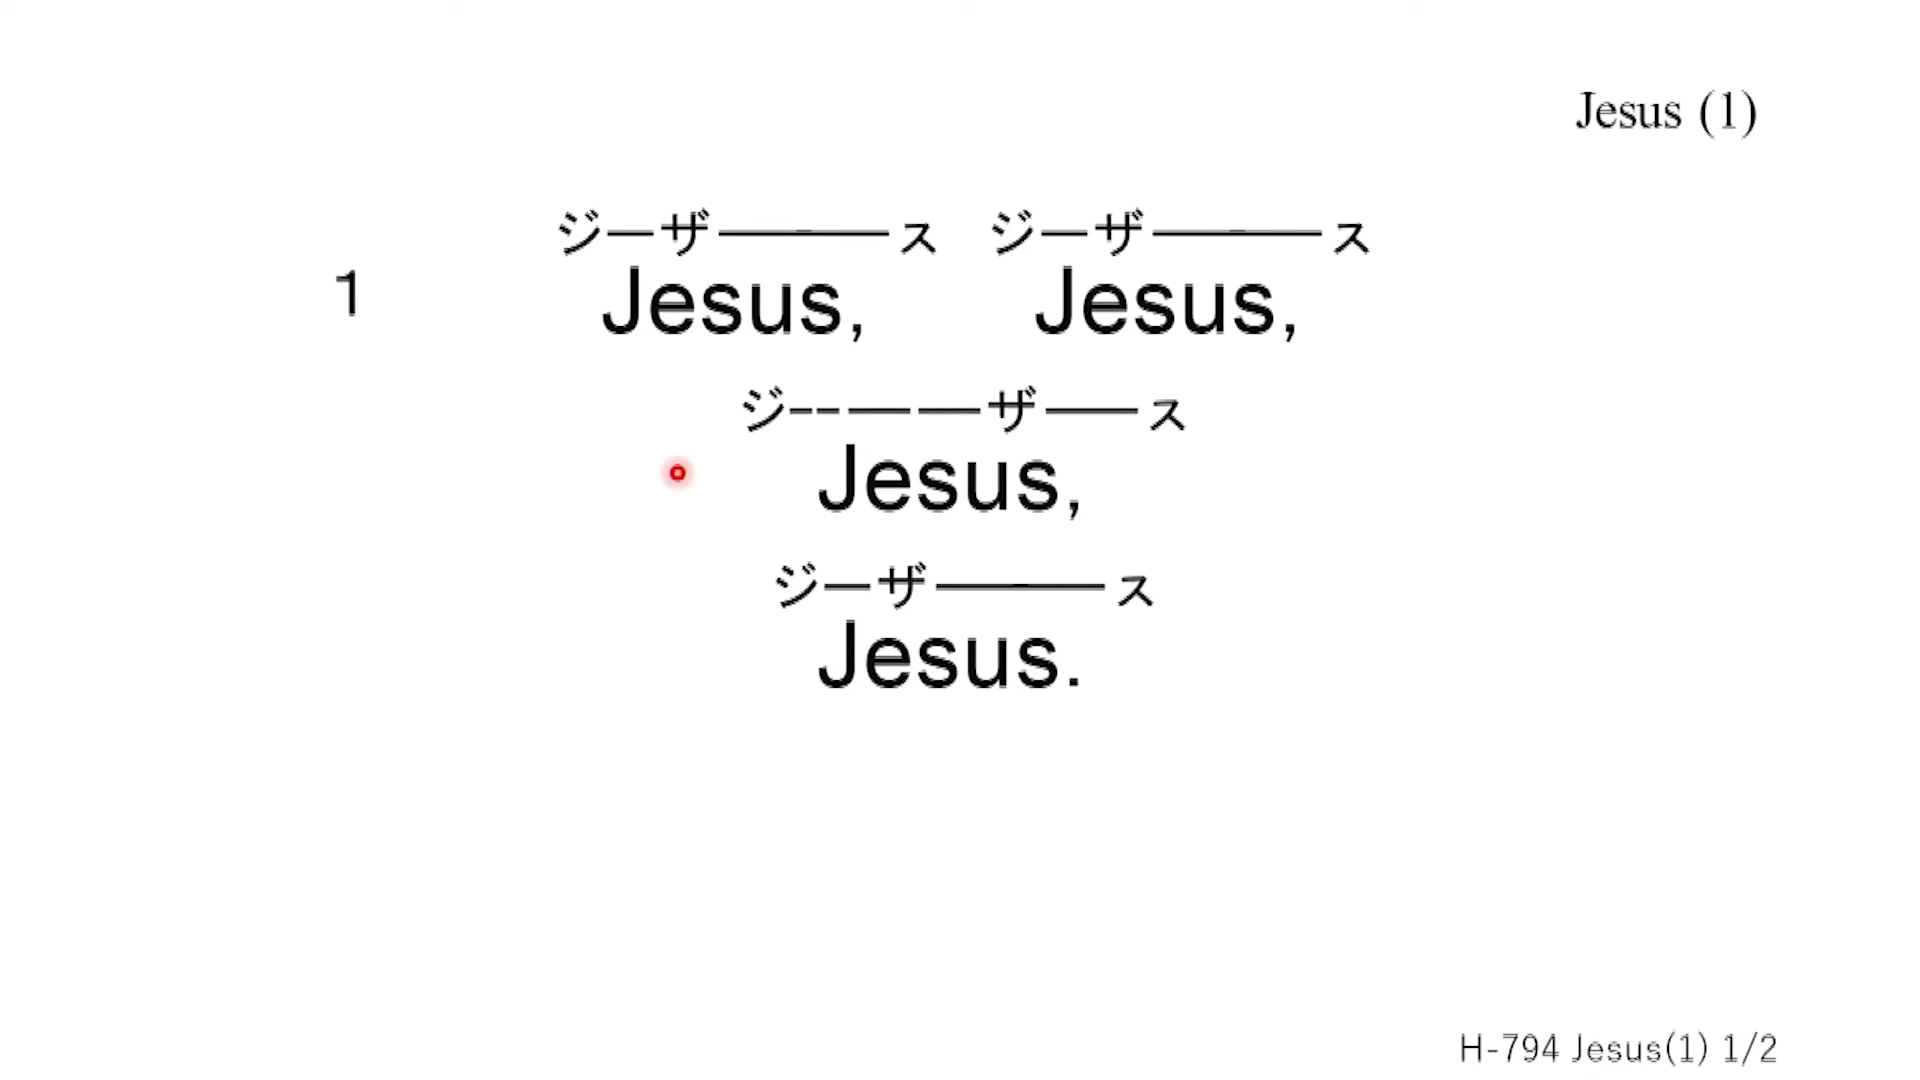 Jesus (1)
ジーザ━━━ス ジーザ━━━ス
1 Jesus, Jesus,
ジ--━━ザ━━ス
Jesus,
ジーザ━━━ス
Jesus.
H-794 Jesus(1) 1/2